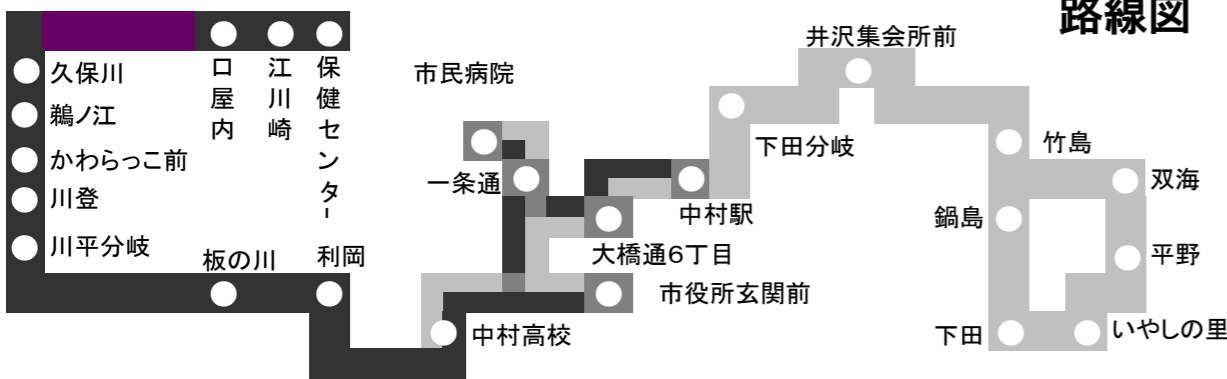 路線図
口屋内
江川崎
保健センター
久保川
鵜ノ江
かわらっこ前
川登
川平分岐
板の川
利岡
市民病院
一条通
中村駅
大橋通6丁目
市役所玄関前
中村高校
井沢集会所前
下田分岐
竹島
双海
鍋島
平野
下田
いやしの里